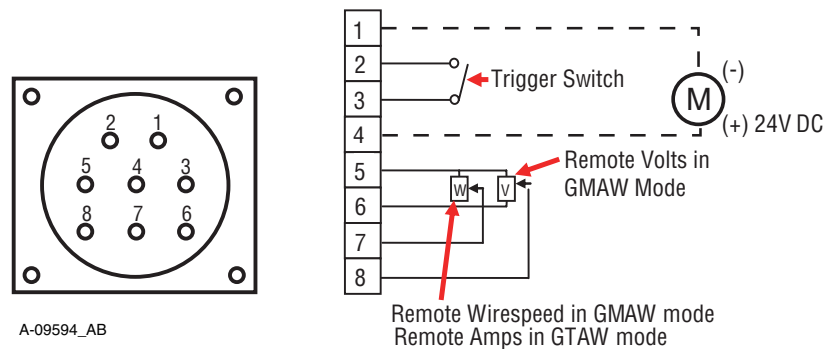 2 1
5 4 3
8 7 6
A-09594_AB
1
2
3
4
5
6
7
8
Trigger Switch
M
(-)
(+) 24V DC
W
V
Remote Volts in
GMAW Mode
Remote Wirespeed in GMAW mode
Remote Amps in GTAW mode